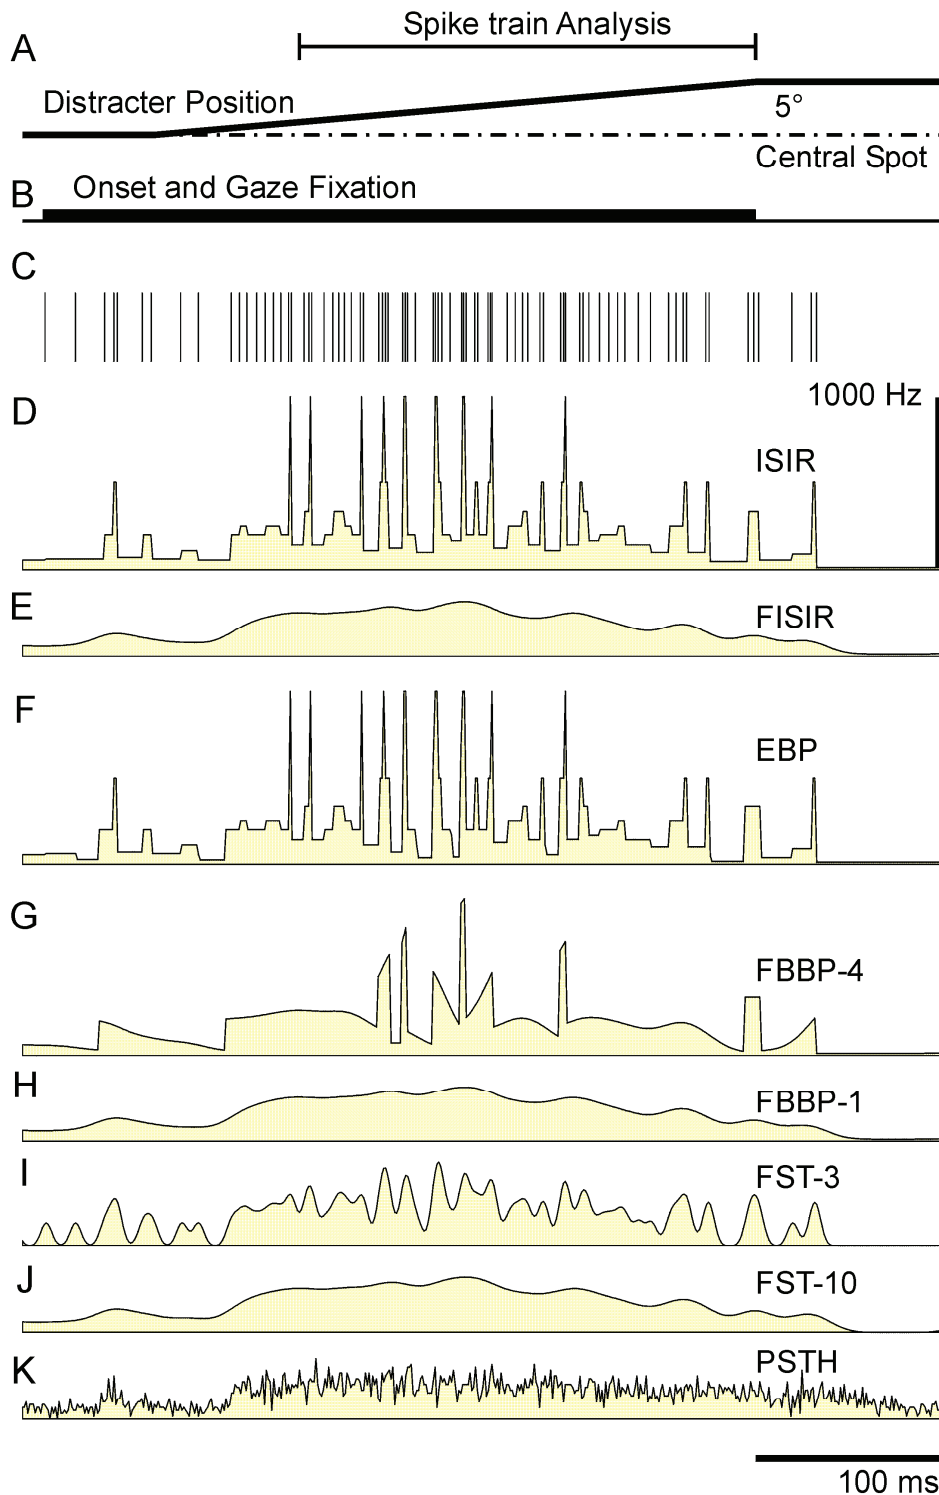 Spike train Analysis
A
Distracter Position
5°
Central Spot
B
Onset and Gaze Fixation
C
1000 Hz
D
ISIR
E
FISIR
F
EBP
G
FBBP-4
H
FBBP-1
I
FST-3
J
FST-10
K
PSTH
100 ms